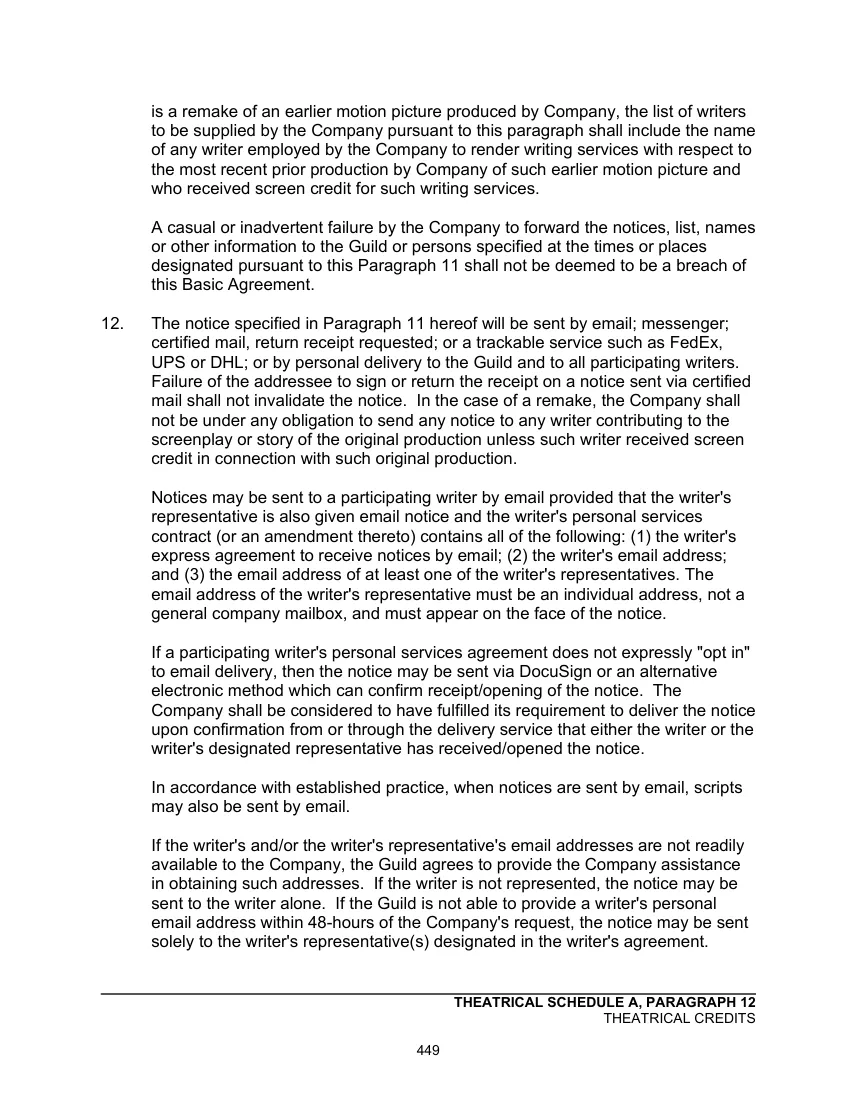 is a remake of an earlier motion picture produced by Company, the list of writers
to be supplied by the Company pursuant to this paragraph shall include the name
of any writer employed by the Company to render writing services with respect to
the most recent prior production by Company of such earlier motion picture and
who received screen credit for such writing services.
A casual or inadvertent failure by the Company to forward the notices, list, names
or other information to the Guild or persons specified at the times or places
designated pursuant to this Paragraph 11 shall not be deemed to be a breach of
this Basic Agreement.
12. The notice specified in Paragraph 11 hereof will be sent by email; messenger;
certified mail, return receipt requested; or a trackable service such as FedEx,
UPS or DHL; or by personal delivery to the Guild and to all participating writers.
Failure of the addressee to sign or return the receipt on a notice sent via certified
mail shall not invalidate the notice.  In the case of a remake, the Company shall
not be under any obligation to send any notice to any writer contributing to the
screenplay or story of the original production unless such writer received screen
credit in connection with such original production.
Notices may be sent to a participating writer by email provided that the writer's
representative is also given email notice and the writer's personal services
contract (or an amendment thereto) contains all of the following: (1) the writer's
express agreement to receive notices by email; (2) the writer's email address;
and (3) the email address of at least one of the writer's representatives. The
email address of the writer's representative must be an individual address, not a
general company mailbox, and must appear on the face of the notice.
If a participating writer's personal services agreement does not expressly "opt in"
to email delivery, then the notice may be sent via DocuSign or an alternative
electronic method which can confirm receipt/opening of the notice.  The
Company shall be considered to have fulfilled its requirement to deliver the notice
upon confirmation from or through the delivery service that either the writer or the
writer's designated representative has received/opened the notice.
In accordance with established practice, when notices are sent by email, scripts
may also be sent by email.
If the writer's and/or the writer's representative's email addresses are not readily
available to the Company, the Guild agrees to provide the Company assistance
in obtaining such addresses.  If the writer is not represented, the notice may be
sent to the writer alone.  If the Guild is not able to provide a writer's personal
email address within 48-hours of the Company's request, the notice may be sent
solely to the writer's representative(s) designated in the writer's agreement.
THEATRICAL SCHEDULE A, PARAGRAPH 12
THEATRICAL CREDITS
449